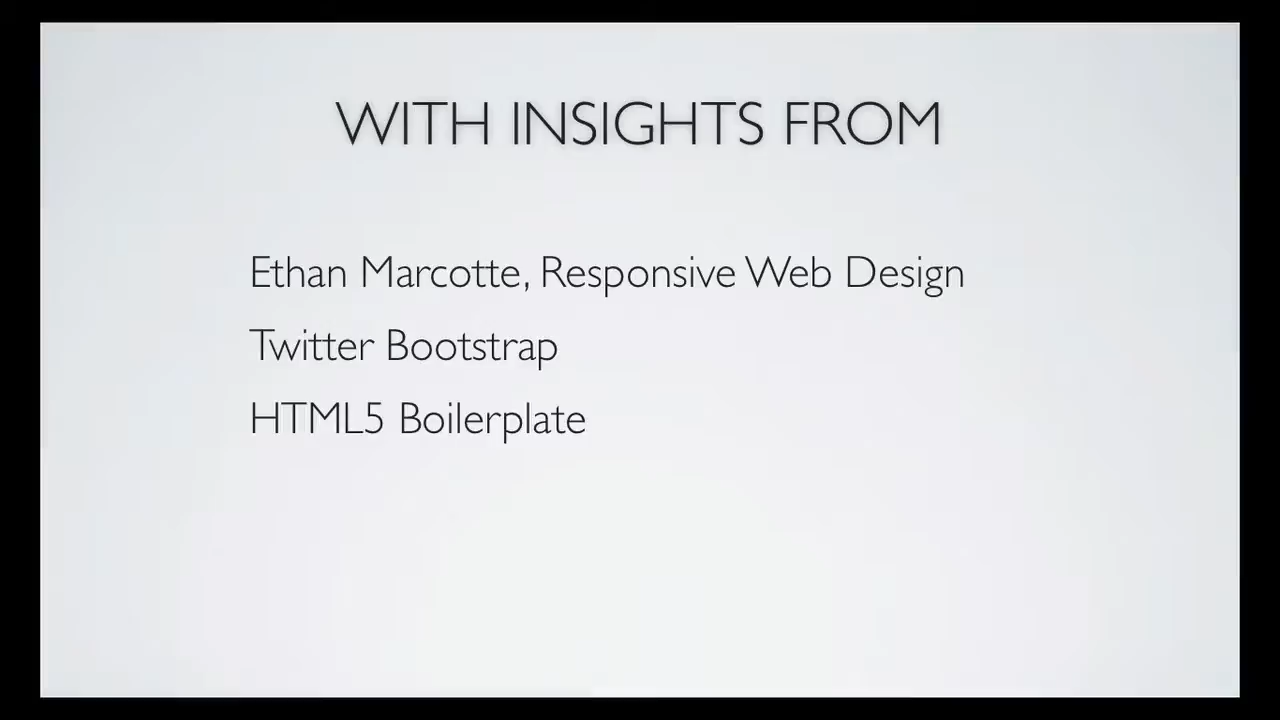 WITH INSIGHTS FROM
Ethan Marcotte, Responsive Web Design
Twitter Bootstrap
HTML5 Boilerplate